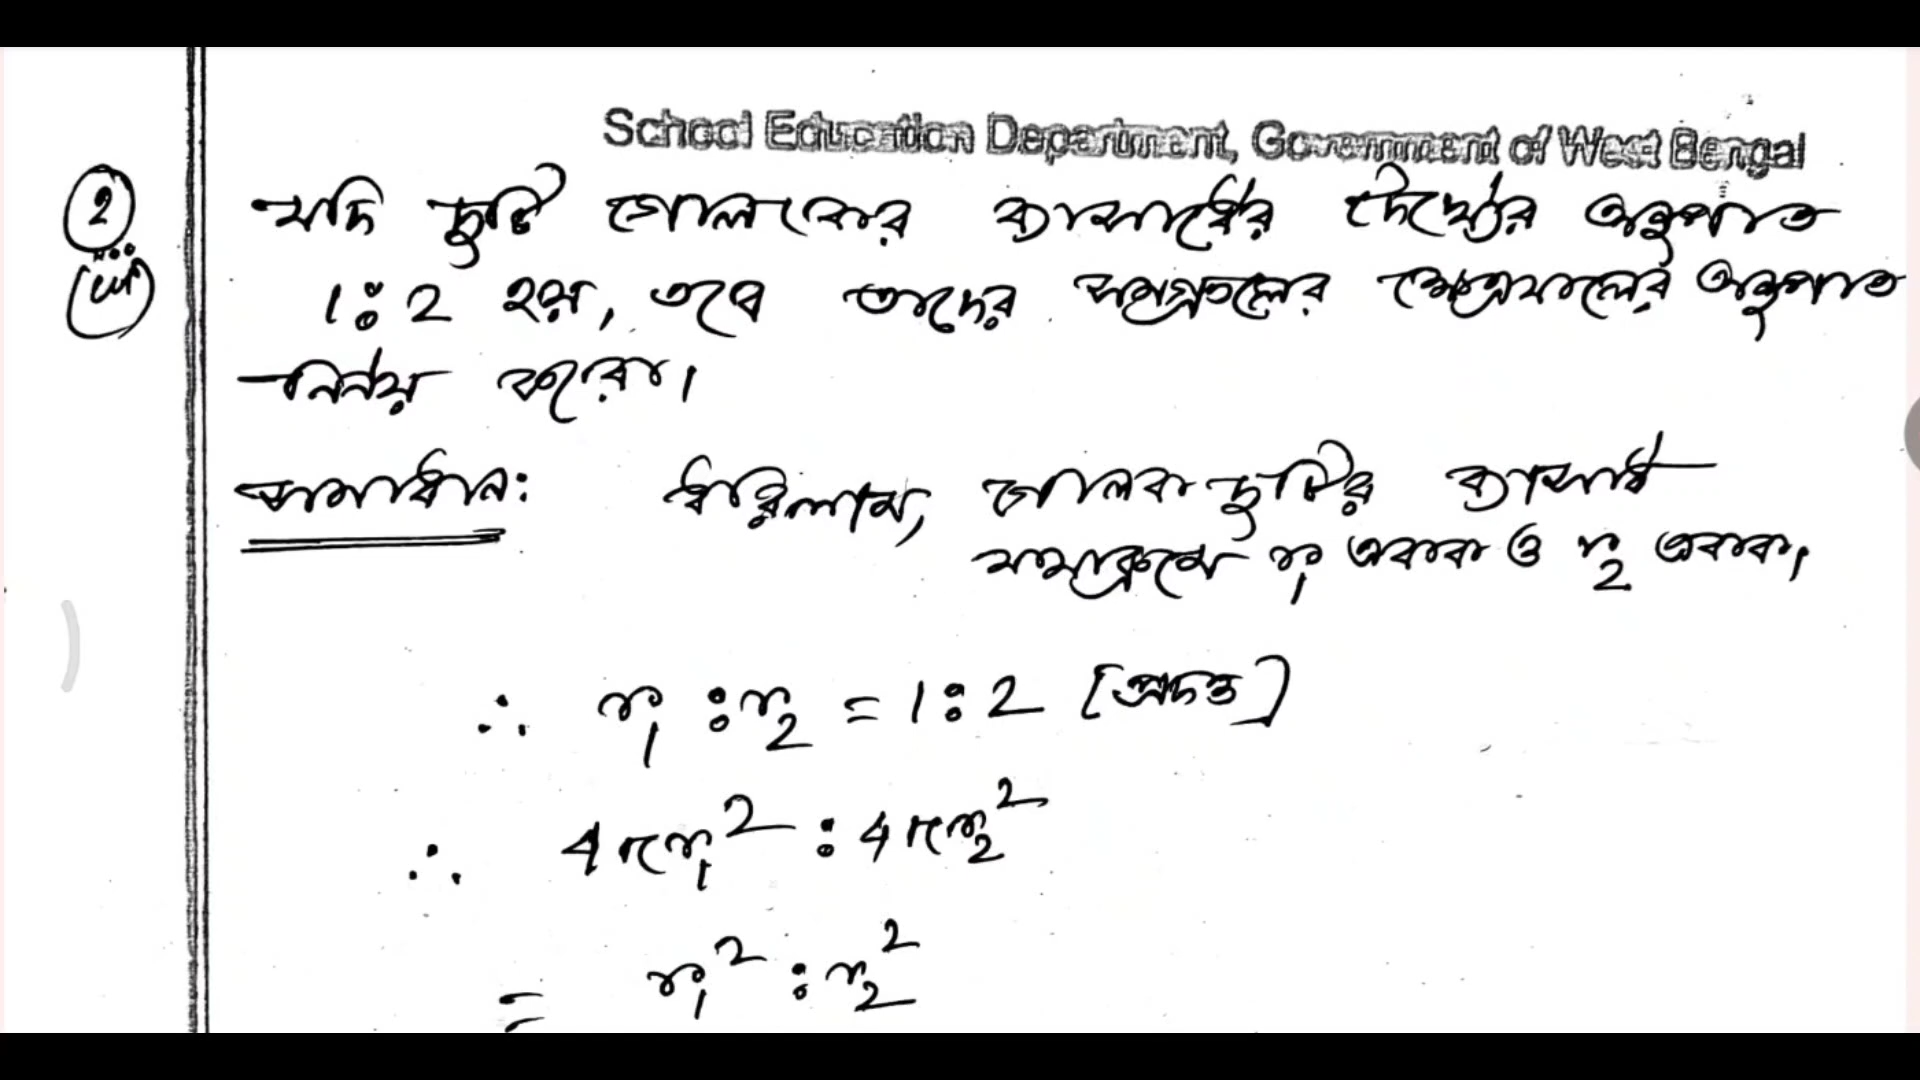 School Education Department, Government of West Bengal
2
(iii)
যদি দুটি গোলকের ব্যাসার্ধের দৈর্ঘ্যের অনুপাত
1:2 হয়, তবে তাদের সমগ্রতলের ক্ষেত্রফলের অনুপাত
নির্ণয় করো।
সমাধান: ধরিলাম, গোলক দুটির ব্যাসার্ধ
যথাক্রমে r₁ একক ও r₂ একক,
∴ r₁ : r₂ = 1:2 [প্রদত্ত]
∴ 4πr₁² : 4πr₂²
= r₁² : r₂²